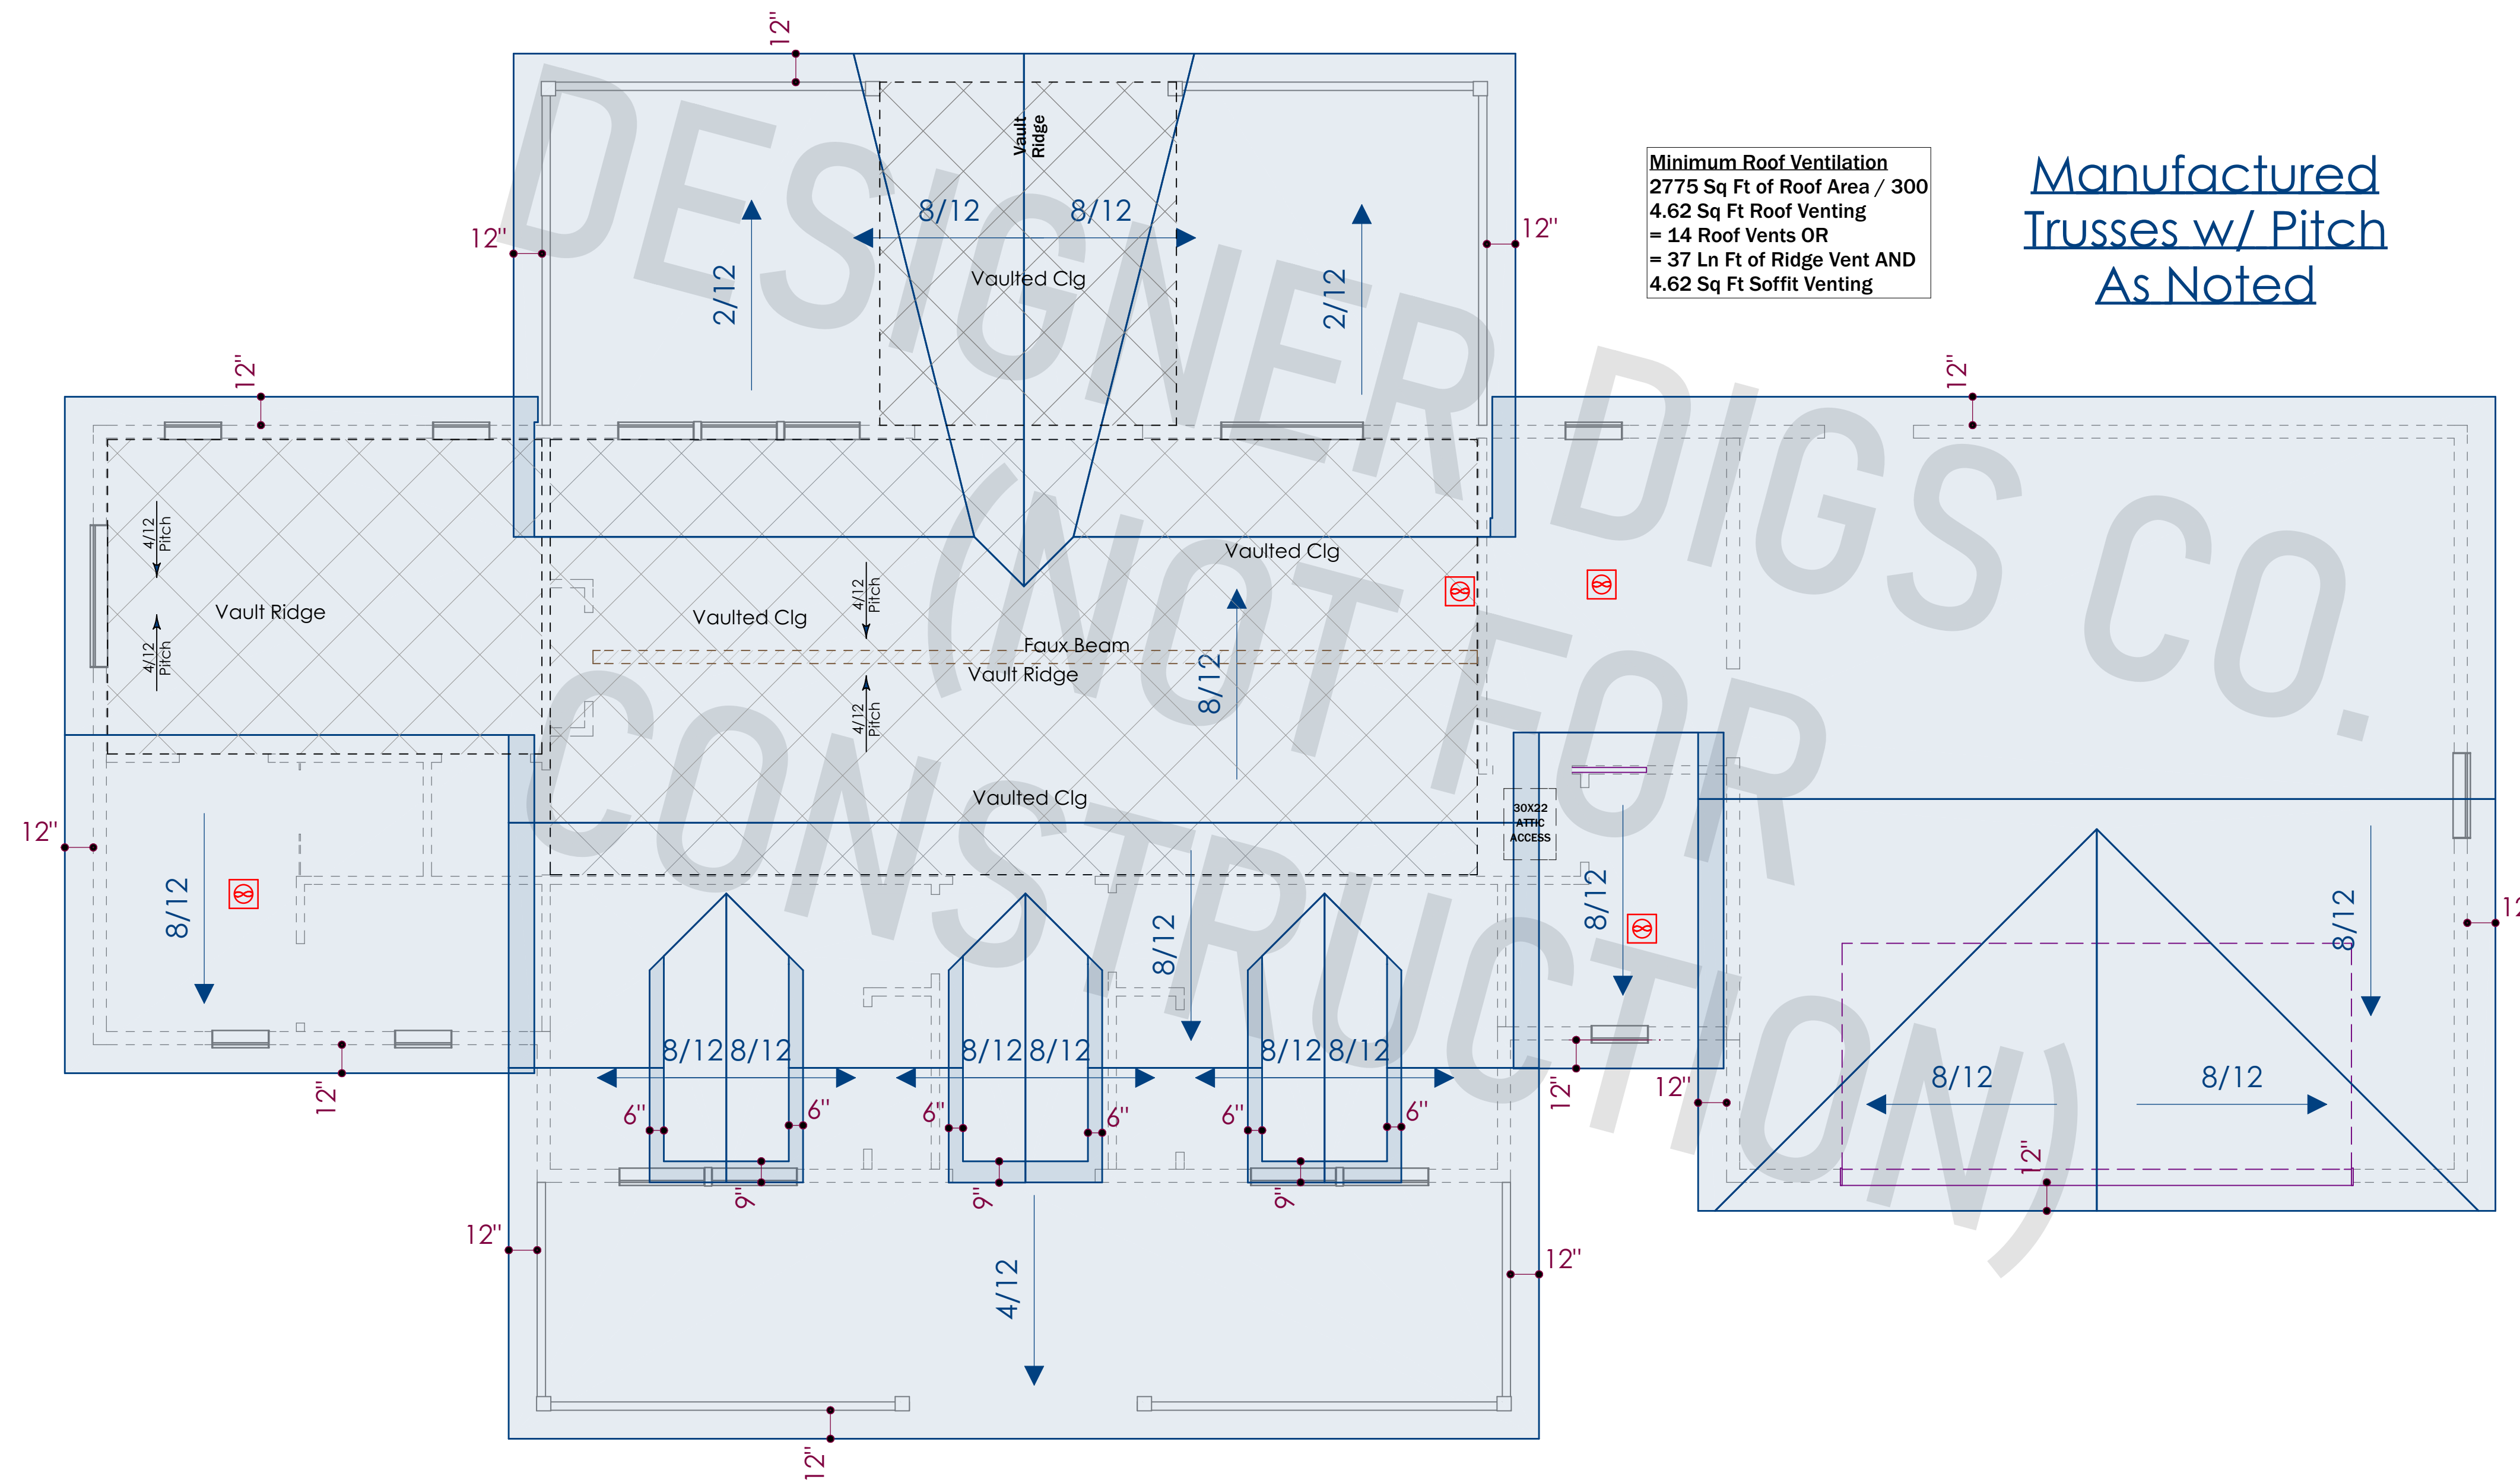 12"
12"
12"
Vault
Ridge
8/12
8/12
2/12
2/12
Vaulted Clg
Minimum Roof Ventilation
2775 Sq Ft of Roof Area / 300
4.62 Sq Ft Roof Venting
= 14 Roof Vents OR
= 37 Ln Ft of Ridge Vent AND
4.62 Sq Ft Soffit Venting
Manufactured
Trusses w/ Pitch
As Noted
DESIGNER DIGS CO.
(NOT FOR
CONSTRUCTION)
12"
12"
4/12
Pitch
Vault Ridge
4/12
Pitch
Vaulted Clg
Vaulted Clg
4/12
Pitch
Faux Beam
Vault Ridge
8/12
4/12
Pitch
Vaulted Clg
30X22
ATTIC
ACCESS
12"
8/12
8/12
8/12
8/12
12
8/12
8/12
8/12
8/12
8/12
8/12
8/12
8/12
12"
6"
6"
6"
6"
6"
6"
12"
12"
12"
9"
9"
9"
12"
12"
4/12
12"